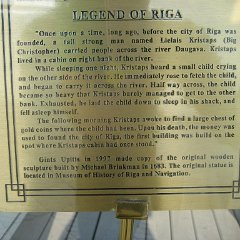 LEGEND OF RIGA
"Once upon a time, long ago, before the city of Riga was
founded, a tall strong man named Lielais Kristaps (Big
Christopher) carried people across the river Daugava. Kristaps
lived in a cabin on right bank of the river.
While sleeping one night, Kristaps heard a small child crying
on the other side of the river. He immediately rose to fetch the child,
and began to carry it across the river. Half way across, the child
became so heavy that Kristaps barely managed to get to the other
bank. Exhausted, he laid the child down to sleep in his shack, and
fell asleep himself.
The following morning Kristaps awoke to find a large chest of
gold coins where the child had been. Upon his death, the money was
used to found the city of Riga, the first building was build on the
spot where Kristaps cabin had once stood.
Gints Upitis in 1997 made copy of the original wooden
sculpture built by Michael Brinkman in 1683. The original statue is
located in Museum of History of Riga and Navigation.